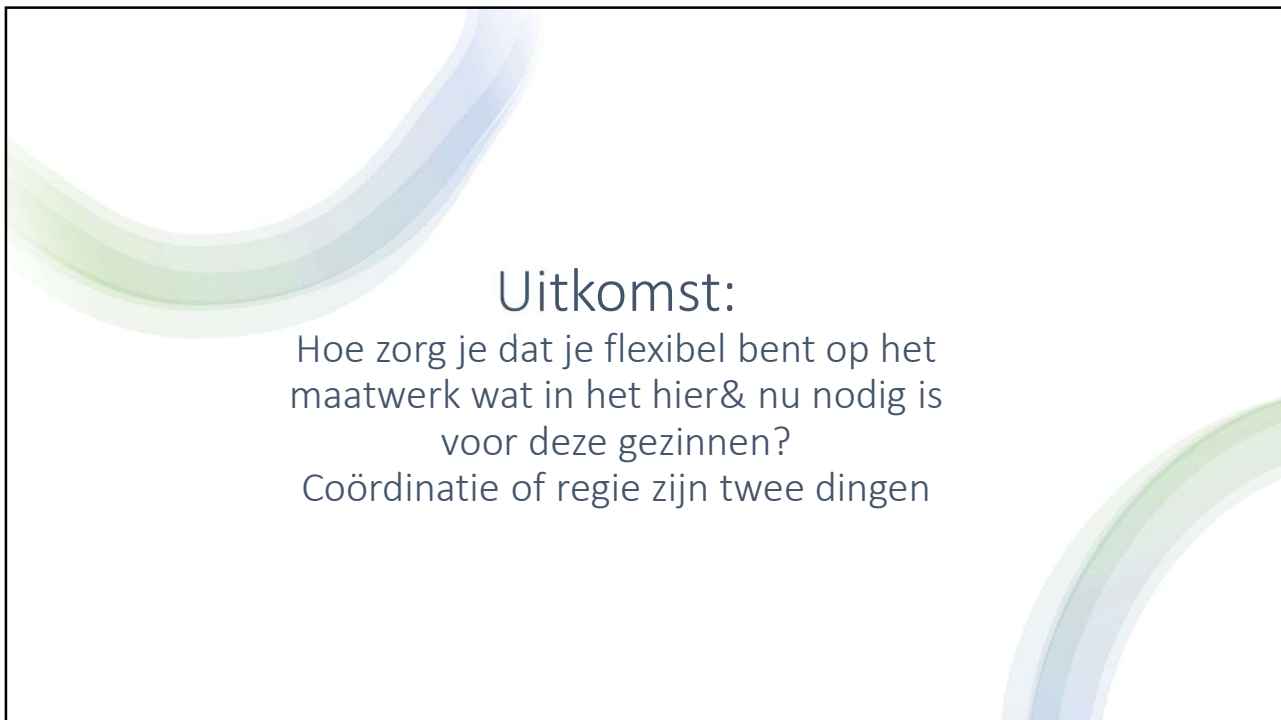 Uitkomst:
Hoe zorg je dat je flexibel bent op het
maatwerk wat in het hier& nu nodig is
voor deze gezinnen?
Coördinatie of regie zijn twee dingen